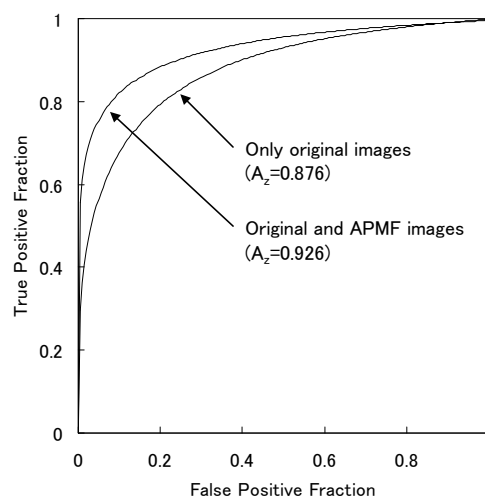 1
0.8
0.6
0.4
0.2
0
True Positive Fraction
Only original images
(Az=0.876)
Original and APMF images
(Az=0.926)
0 0.2 0.4 0.6 0.8
False Positive Fraction